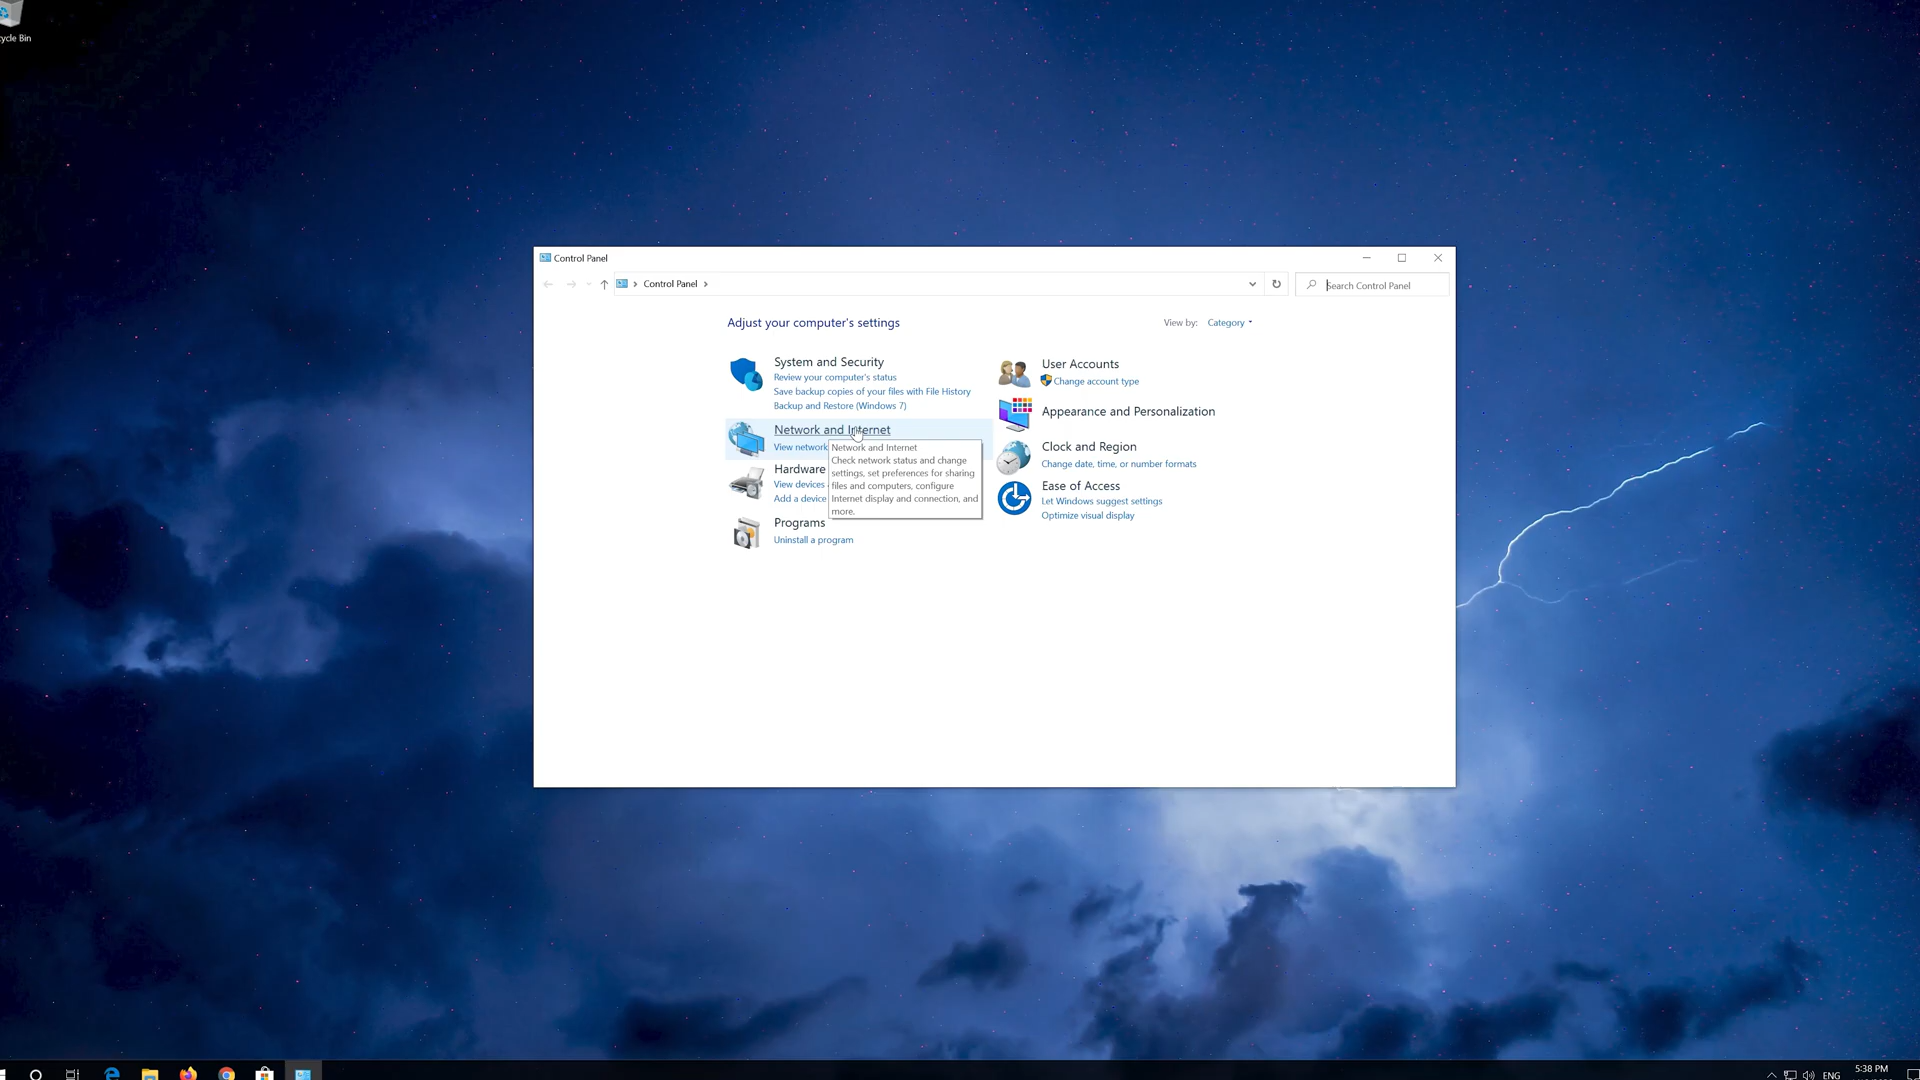 cycle Bin
Control Panel
Control Panel
Search Control Panel
Adjust your computer's settings
View by: Category
System and Security
Review your computer's status
Save backup copies of your files with File History
Backup and Restore (Windows 7)
Network and Internet
View network
Network and Internet
Check network status and change
settings, set preferences for sharing
files and computers, configure
Internet display and connection, and
more.
Hardware
View devices
Add a device
Programs
Uninstall a program
User Accounts
Change account type
Appearance and Personalization
Clock and Region
Change date, time, or number formats
Ease of Access
Let Windows suggest settings
Optimize visual display
ENG
5:38 PM